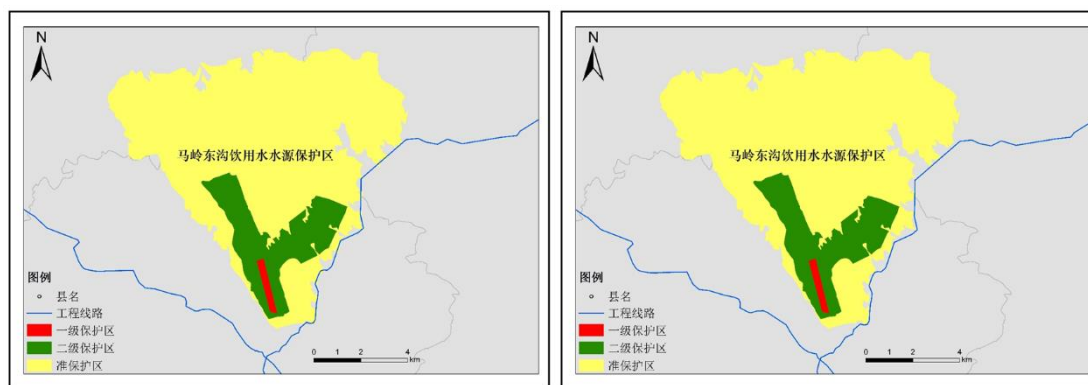 N
马岭东沟饮用水水源保护区
图例
县名
工程线路
一级保护区
二级保护区
准保护区
0 1 2 4
km
N
马岭东沟饮用水水源保护区
图例
县名
工程线路
一级保护区
二级保护区
准保护区
0 1 2 4
km